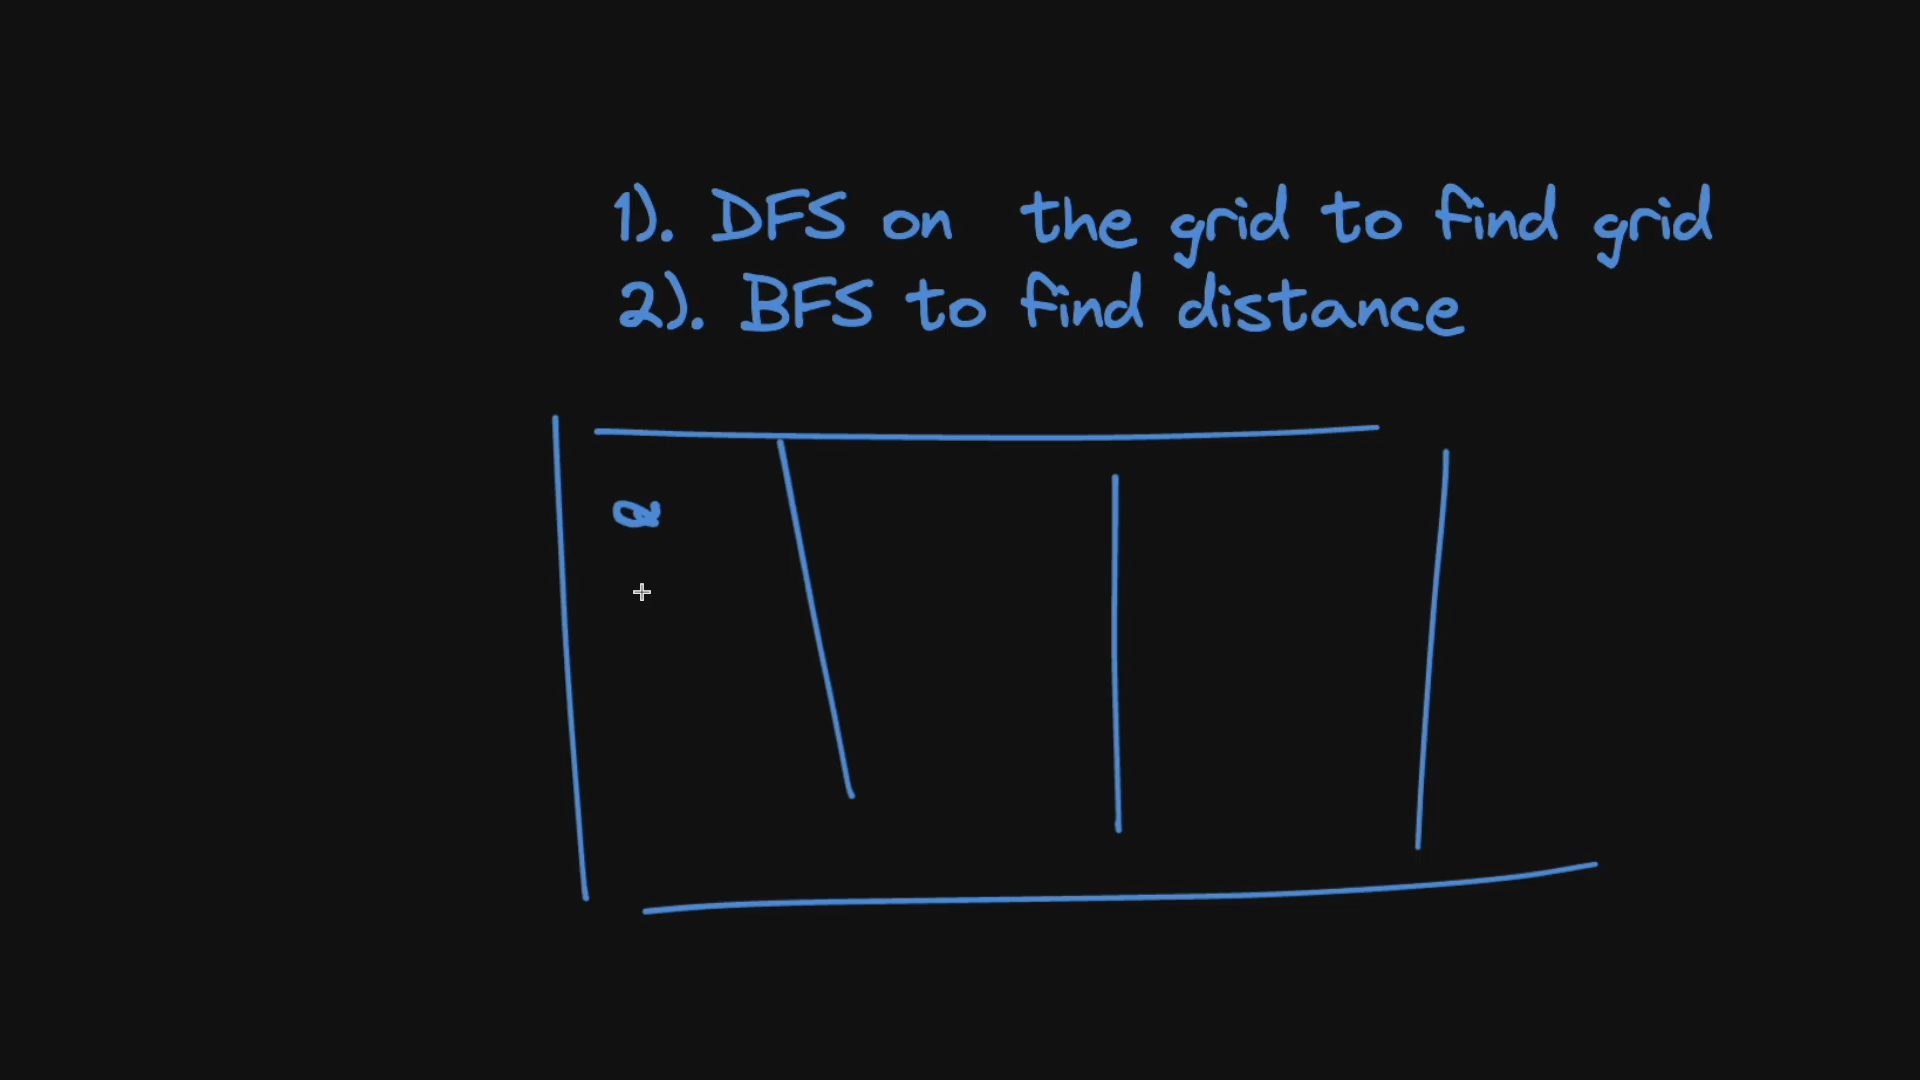 1). DFS on the grid to find grid
2). BFS to find distance